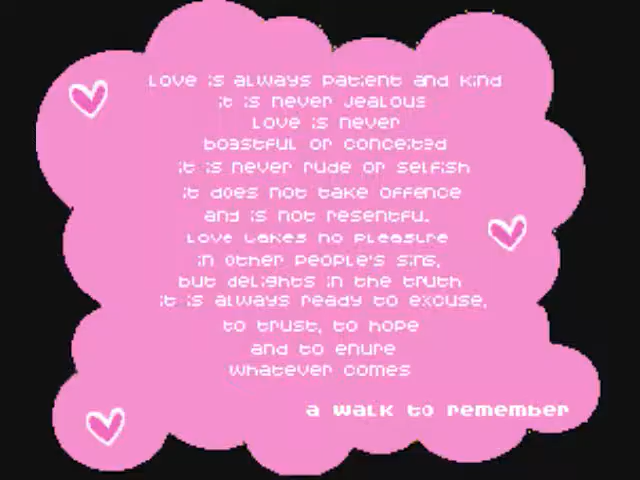 Love is always patient and kind
it is never jealous
Love is never
boastful or conceited
it is never rude or selfish
it does not take offence
and is not resentful.
Love takes no pleasure
in other people's sins,
but delights in the truth
it is always ready to excuse,
to trust, to hope
and to enure
whatever comes
a walk to remember